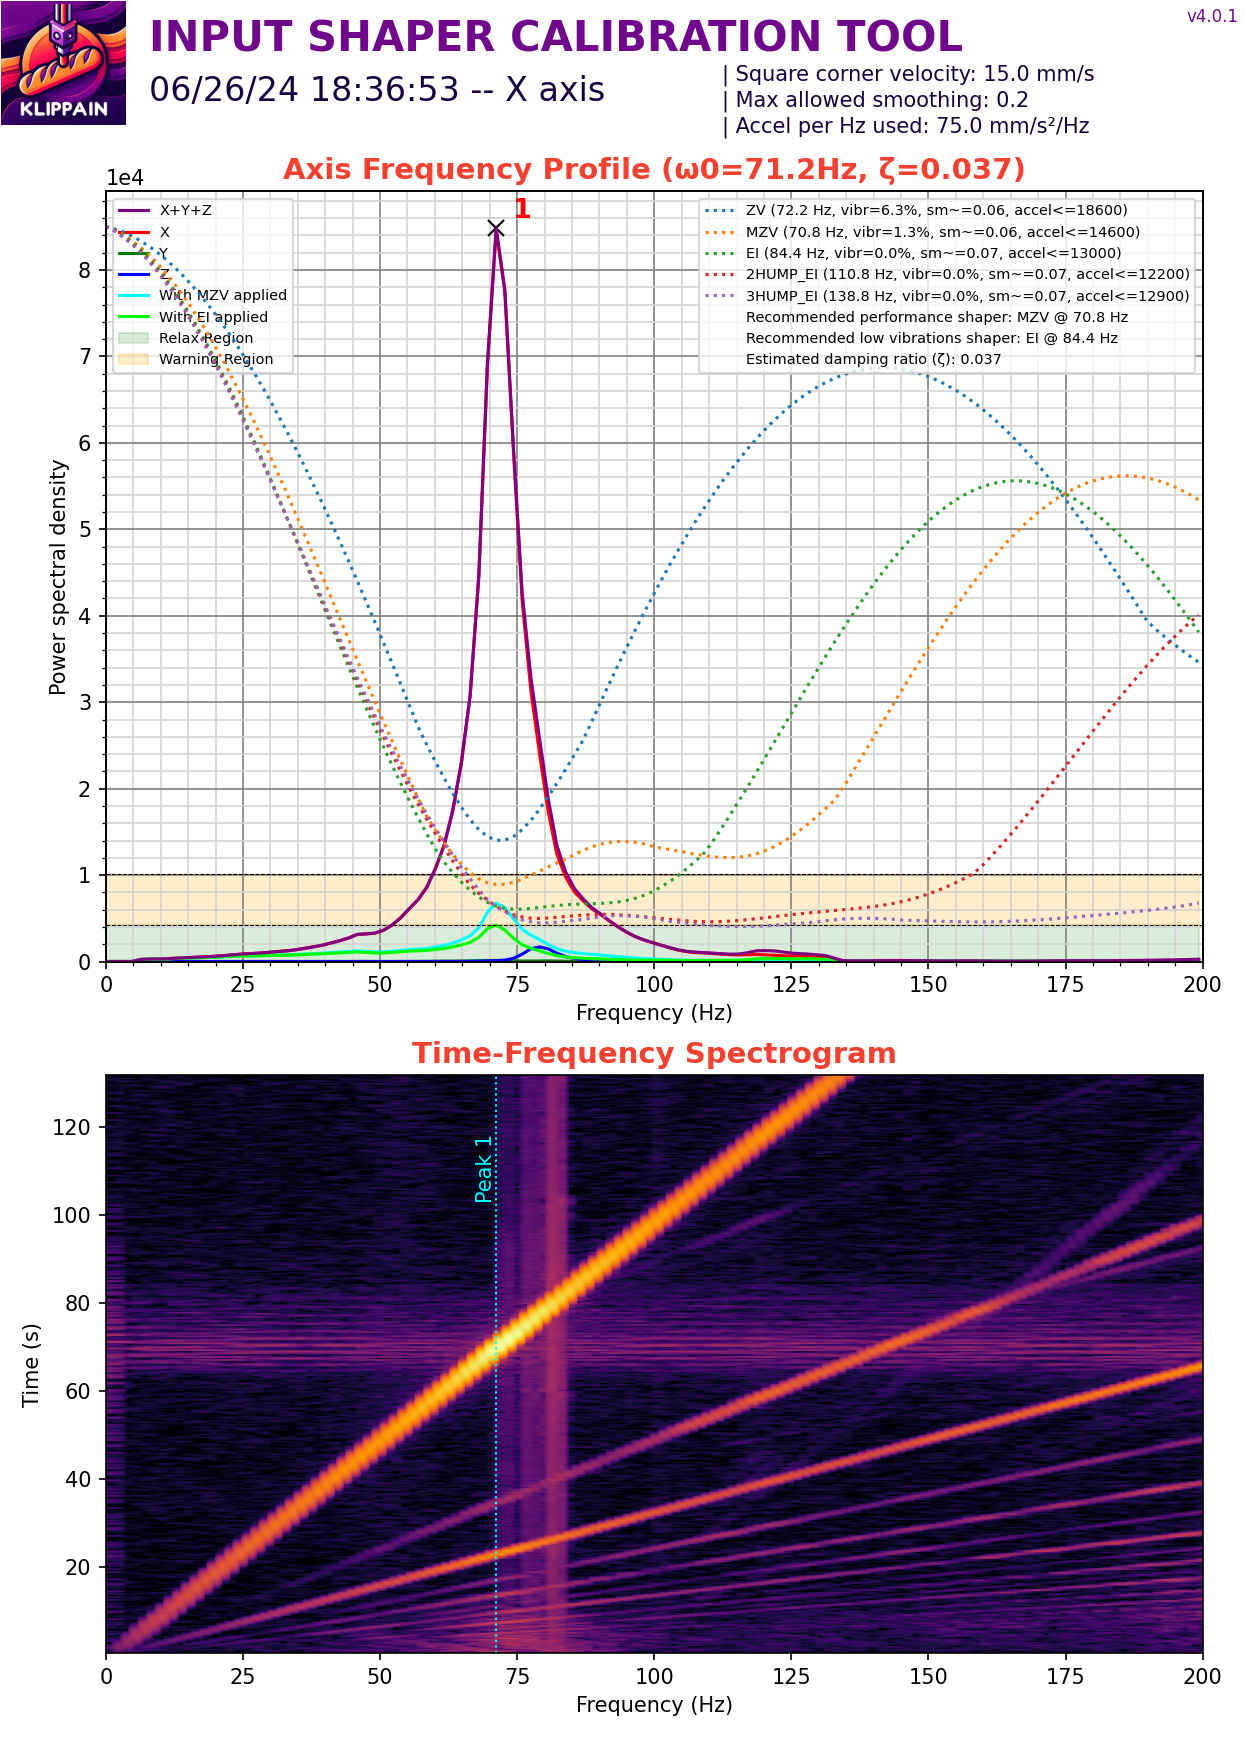 v4.0.1
INPUT SHAPER CALIBRATION TOOL
06/26/24 18:36:53 -- X axis
| Square corner velocity: 15.0 mm/s
| Max allowed smoothing: 0.2
| Accel per Hz used: 75.0 mm/s²/Hz
KLIPPAIN
Axis Frequency Profile (ω0=71.2Hz, ζ=0.037)
1e4
1
X+Y+Z
X
Y
Z
With MZV applied
With EI applied
Relax Region
Warning Region
ZV (72.2 Hz, vibr=6.3%, sm~=0.06, accel<=18600)
MZV (70.8 Hz, vibr=1.3%, sm~=0.06, accel<=14600)
EI (84.4 Hz, vibr=0.0%, sm~=0.07, accel<=13000)
2HUMP_EI (110.8 Hz, vibr=0.0%, sm~=0.07, accel<=12200)
3HUMP_EI (138.8 Hz, vibr=0.0%, sm~=0.07, accel<=12900)
Recommended performance shaper: MZV @ 70.8 Hz
Recommended low vibrations shaper: EI @ 84.4 Hz
Estimated damping ratio (ζ): 0.037
8
7
6
5
4
3
2
1
0
Power spectral density
0 25 50 75 100 125 150 175 200
Frequency (Hz)
Time-Frequency Spectrogram
Peak 1
120
100
80
60
40
20
Time (s)
0 25 50 75 100 125 150 175 200
Frequency (Hz)